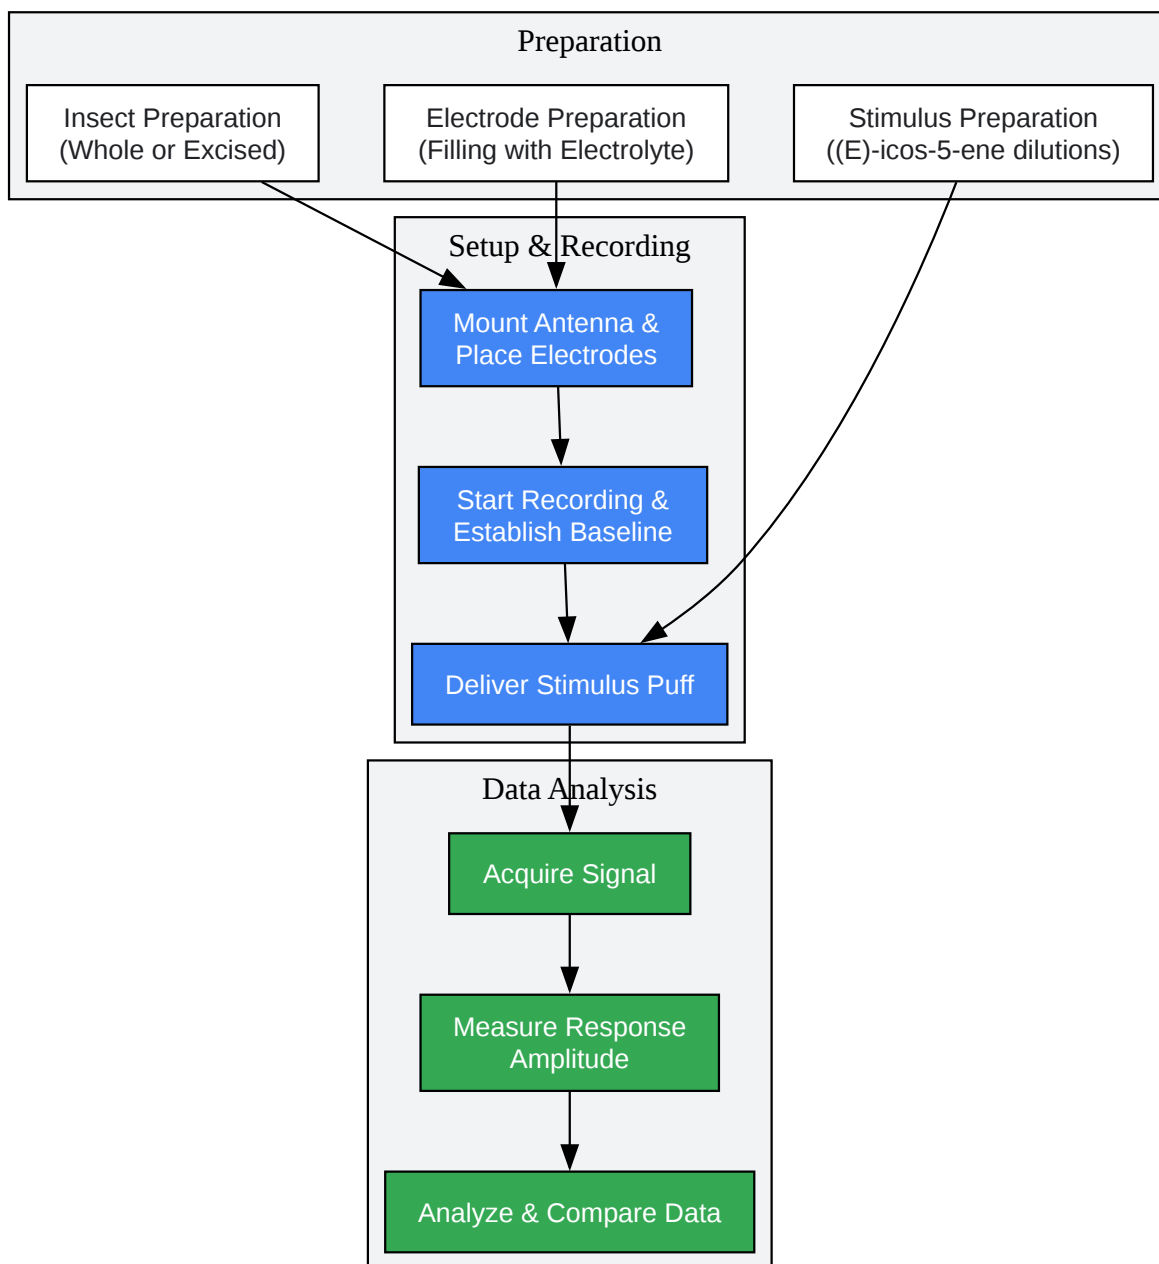 Preparation
Insect Preparation
(Whole or Excised)
Electrode Preparation
(Filling with Electrolyte)
Stimulus Preparation
((E)-icos-5-ene dilutions)
Setup & Recording
Mount Antenna &
Place Electrodes
Start Recording &
Establish Baseline
Deliver Stimulus Puff
Data Analysis
Acquire Signal
Measure Response
Amplitude
Analyze & Compare Data